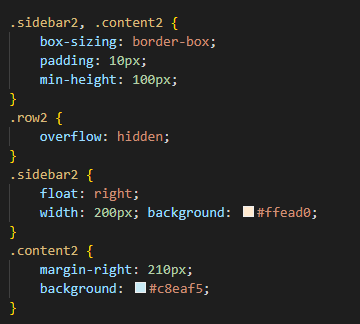 .sidebar2, .content2 {
    box-sizing: border-box;
    padding: 10px;
    min-height: 100px;
}
.row2 {
    overflow: hidden;
}
.sidebar2 {
    float: right;
    width: 200px; background: #ffead0;
}
.content2 {
    margin-right: 210px;
    background: #c8eaf5;
}